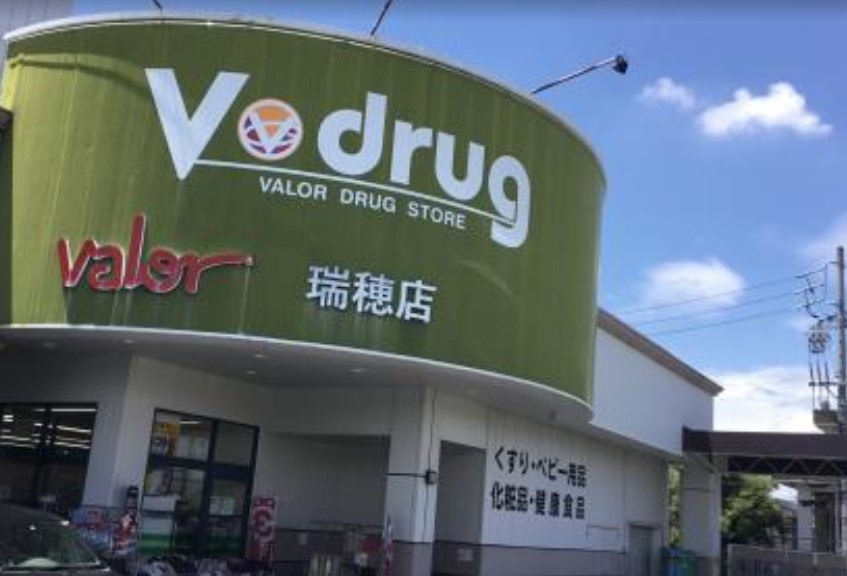 V drug
VALOR DRUG STORE
valor
瑞穂店
くすり・ベビー用品
化粧品・健康食品